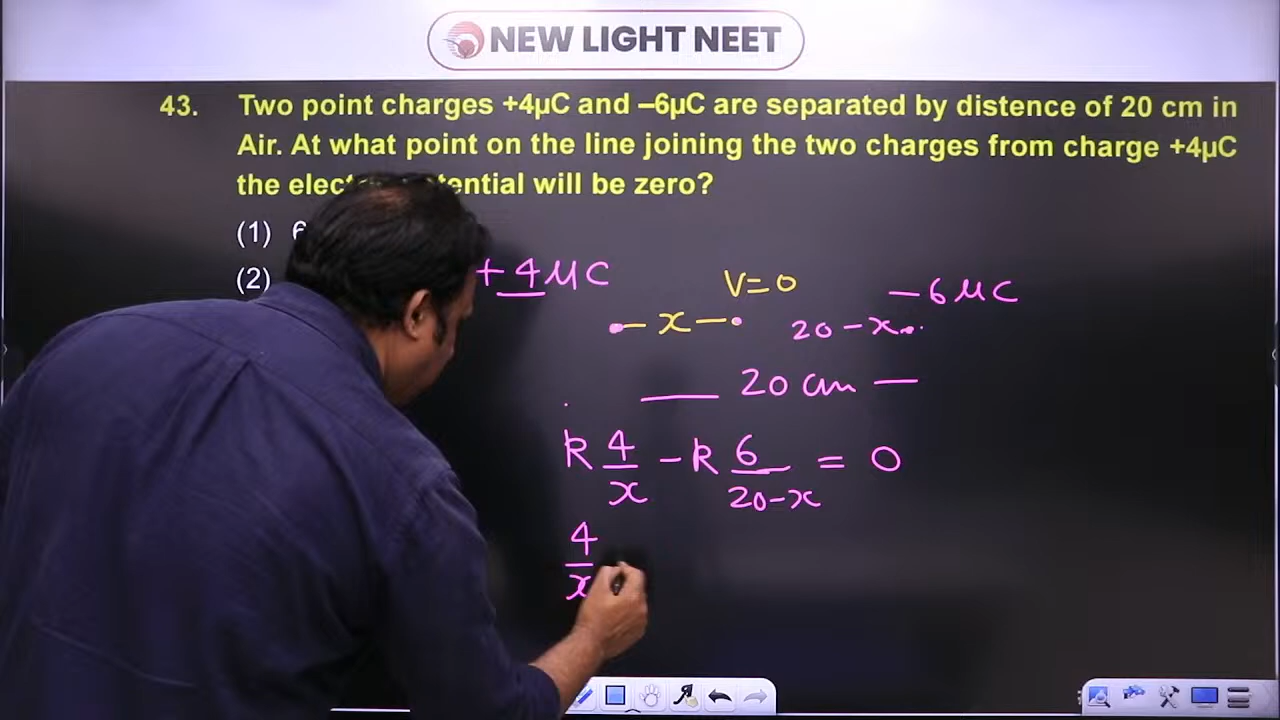 NEW LIGHT NEET
43. Two point charges +4μC and –6μC are separated by distence of 20 cm in
Air. At what point on the line joining the two charges from charge +4μC
the will be zero?
(1)
(2)
+4μC
V=0
–6μC
– x –
20–x
20 cm
k 4/x – k 6/20–x = 0
4/x